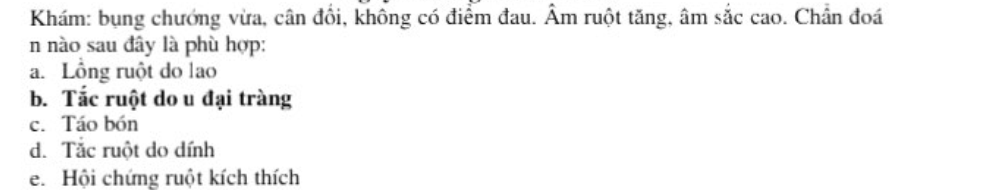 Khám: bụng chướng vừa, cân đối, không có điểm đau. Âm ruột tăng, âm sắc cao. Chẩn đoá
n nào sau đây là phù hợp:
a. Lồng ruột do lao
b. Tắc ruột do u đại tràng
c. Táo bón
d. Tắc ruột do dính
e. Hội chứng ruột kích thích